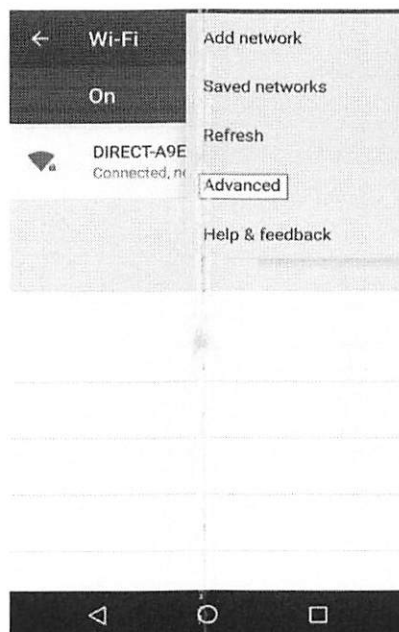 Wi-Fi
On
DIRECT-A9E
Connected,
Add network
Saved networks
Refresh
Advanced
Help & feedback